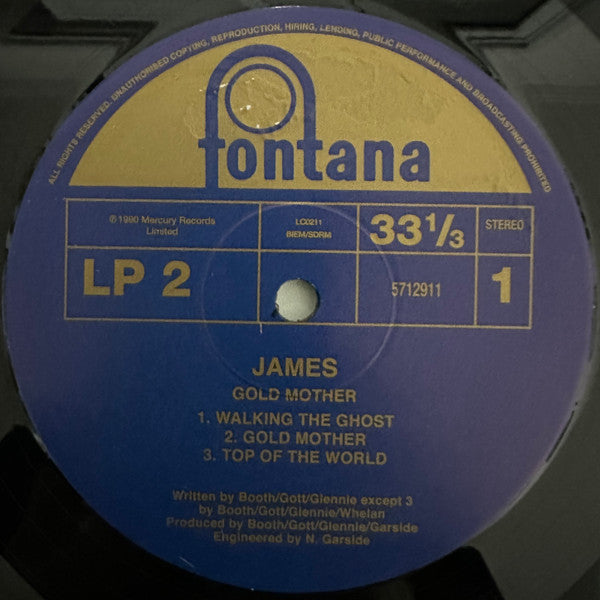 ALL RIGHTS RESERVED. UNAUTHORISED COPYING, REPRODUCTION, HIRING, LENDING, PUBLIC PERFORMANCE AND BROADCASTING PROHIBITED
fontana
℗ 1990 Mercury Records
Limited
LC0211
BIEM/SDRM
33⅓
STEREO
LP 2
5712911
1
JAMES
GOLD MOTHER
1. WALKING THE GHOST
2. GOLD MOTHER
3. TOP OF THE WORLD
Written by Booth/Gott/Glennie except 3
by Booth/Gott/Glennie/Whelan
Produced by Booth/Gott/Glennie/Garside
Engineered by N. Garside